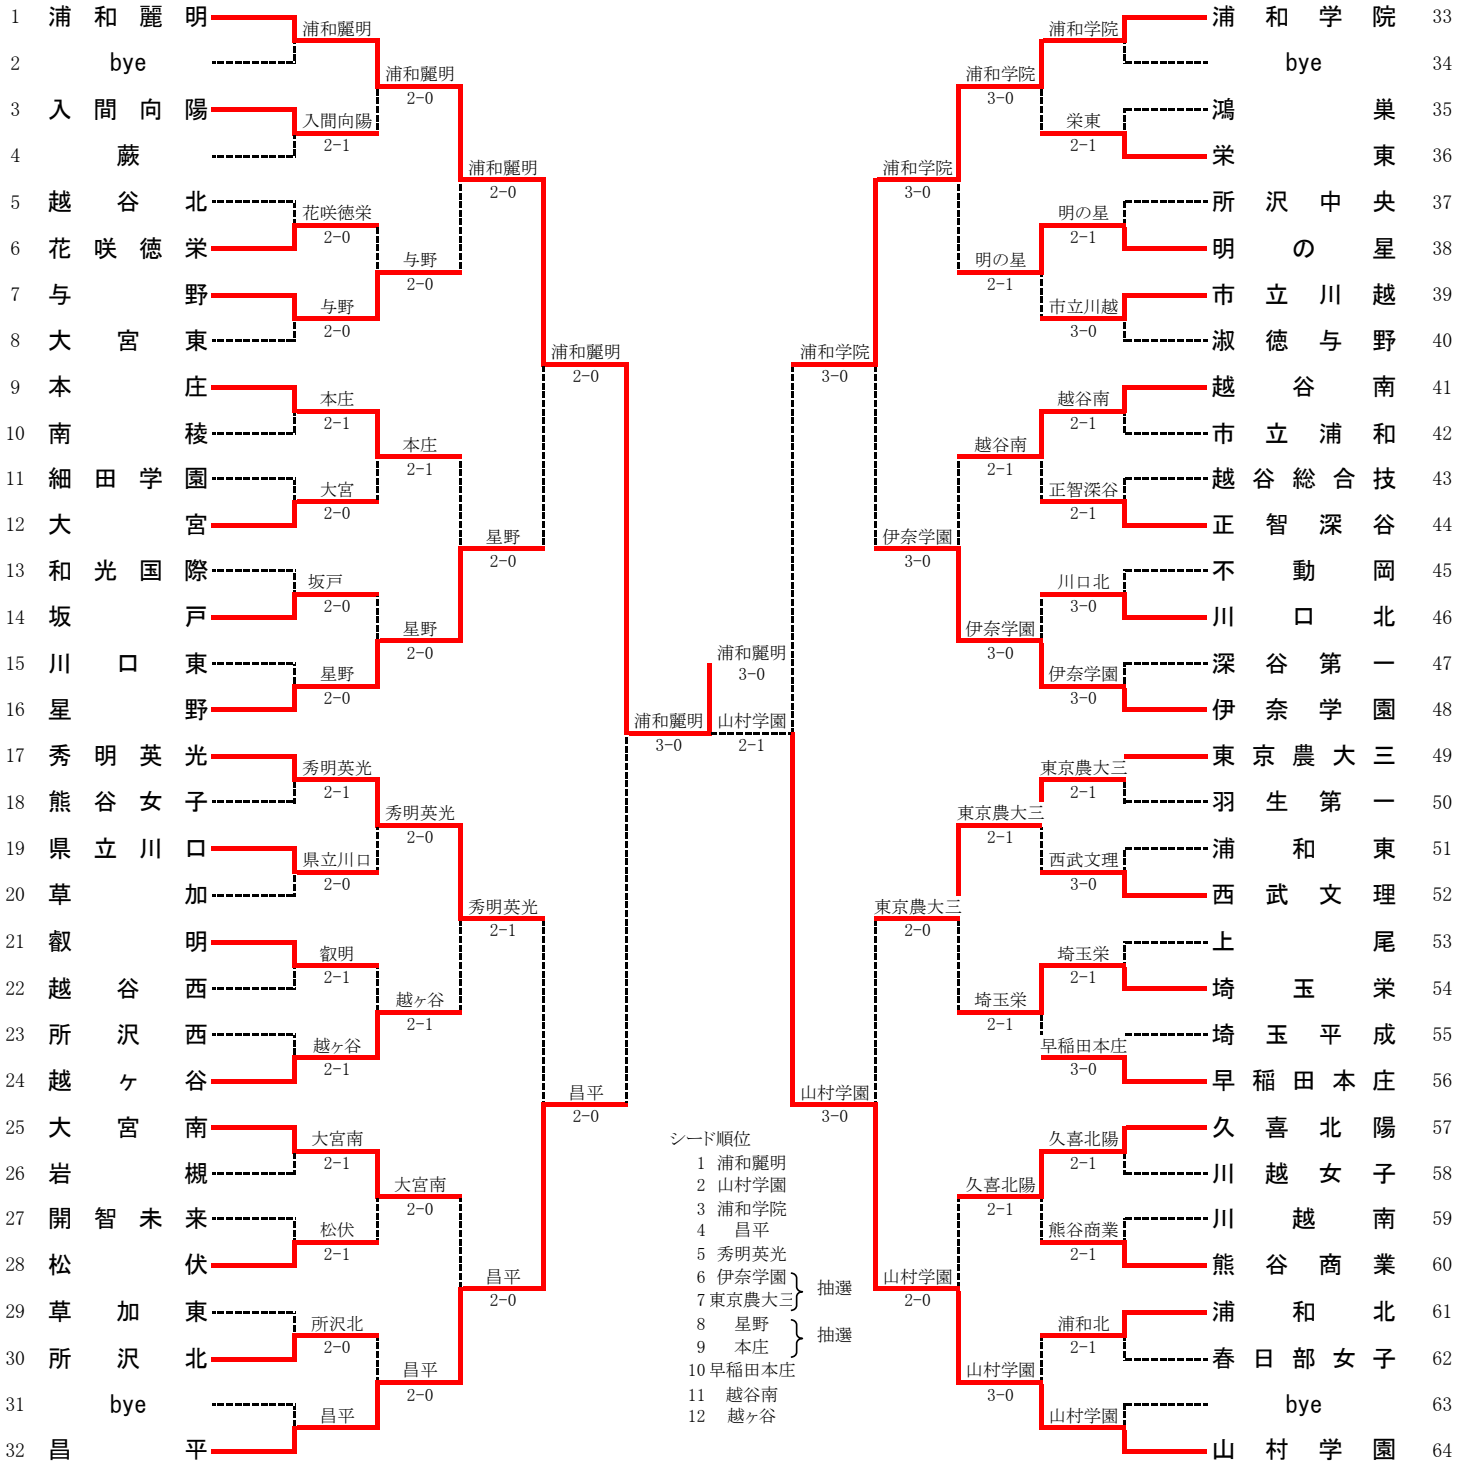 1 浦和麗明
2 bye
3 入間向陽
4 蕨
5 越谷北
6 花咲徳栄
7 与野
8 大宮東
9 本庄
10 南稜
11 細田学園
12 大宮
13 和光国際
14 坂戸
15 川口東
16 星野
17 秀明英光
18 熊谷女子
19 県立川口
20 草加
21 叡明
22 越谷西
23 所沢西
24 越ヶ谷
25 大宮南
26 岩槻
27 開智未来
28 松伏
29 草加東
30 所沢北
31 bye
32 昌平
浦和麗明
入間向陽
2-1
花咲徳栄
2-0
与野
2-0
本庄
2-1
大宮
2-0
坂戸
2-0
星野
2-0
秀明英光
2-1
県立川口
2-0
叡明
2-1
越ヶ谷
2-1
大宮南
2-1
松伏
2-1
所沢北
2-0
昌平
浦和麗明
2-0
与野
2-0
本庄
2-1
星野
2-0
秀明英光
2-0
越ヶ谷
2-1
大宮南
2-0
昌平
2-0
浦和麗明
2-0
星野
2-0
秀明英光
2-1
昌平
2-0
浦和麗明
2-0
昌平
2-0
浦和麗明
3-0
浦和麗明
3-0
山村学園
2-1
浦和学院
3-0
山村学園
3-0
浦和学院
3-0
伊奈学園
3-0
東京農大三
2-0
山村学園
2-0
浦和学院
3-0
明の星
2-1
越谷南
2-1
伊奈学園
3-0
東京農大三
2-1
埼玉栄
2-1
久喜北陽
2-1
山村学園
3-0
浦和学院
栄東
2-1
明の星
2-1
市立川越
3-0
越谷南
2-1
正智深谷
2-1
川口北
3-0
伊奈学園
3-0
東京農大三
2-1
西武文理
3-0
埼玉栄
2-1
早稲田本庄
3-0
久喜北陽
2-1
熊谷商業
2-1
浦和北
2-1
山村学園
浦和学院 33
bye 34
鴻巣 35
栄東 36
所沢中央 37
明の星 38
市立川越 39
淑徳与野 40
越谷南 41
市立浦和 42
越谷総合技 43
正智深谷 44
不動岡 45
川口北 46
深谷第一 47
伊奈学園 48
東京農大三 49
羽生第一 50
浦和東 51
西武文理 52
上尾 53
埼玉栄 54
埼玉平成 55
早稲田本庄 56
久喜北陽 57
川越女子 58
川越南 59
熊谷商業 60
浦和北 61
春日部女子 62
bye 63
山村学園 64
シード順位
1 浦和麗明
2 山村学園
3 浦和学院
4 昌平
5 秀明英光
6 伊奈学園
7 東京農大三
抽選
8 星野
9 本庄
抽選
10 早稲田本庄
11 越谷南
12 越ヶ谷